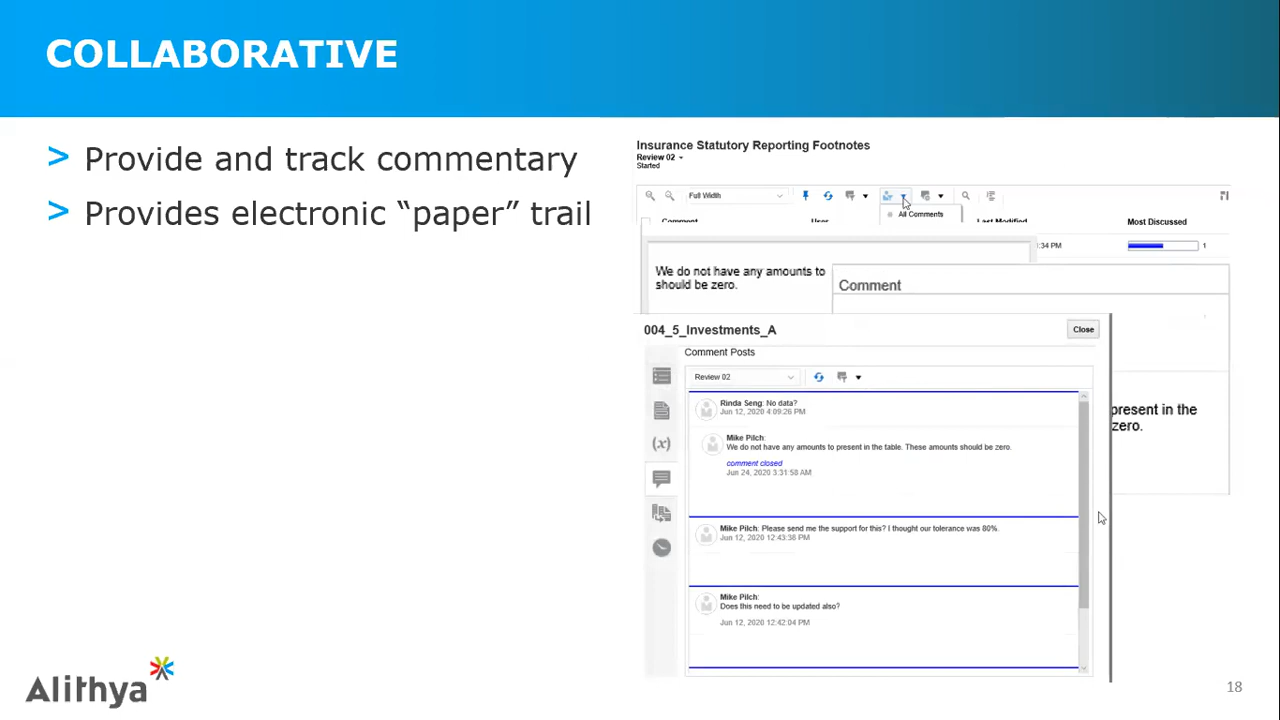 COLLABORATIVE
> Provide and track commentary
> Provides electronic “paper” trail
Insurance Statutory Reporting Footnotes
Review 02
Started
Full Width
All Comments
Comment User Last Modified Most Discussed
:34 PM 1
We do not have any amounts to
should be zero.
Comment
present in the
zero.
004_5_Investments_A
Close
Comment Posts
Review 02
Rinda Seng: No data?
Jun 12, 2020 4:09:26 PM
Mike Pilch:
We do not have any amounts to present in the table. These amounts should be zero.
comment closed
Jun 24, 2020 3:31:58 AM
(x)
Mike Pilch: Please send me the support for this? I thought our tolerance was 80%.
Jun 12, 2020 12:43:38 PM
Mike Pilch:
Does this need to be updated also?
Jun 12, 2020 12:42:04 PM
Alithya
18